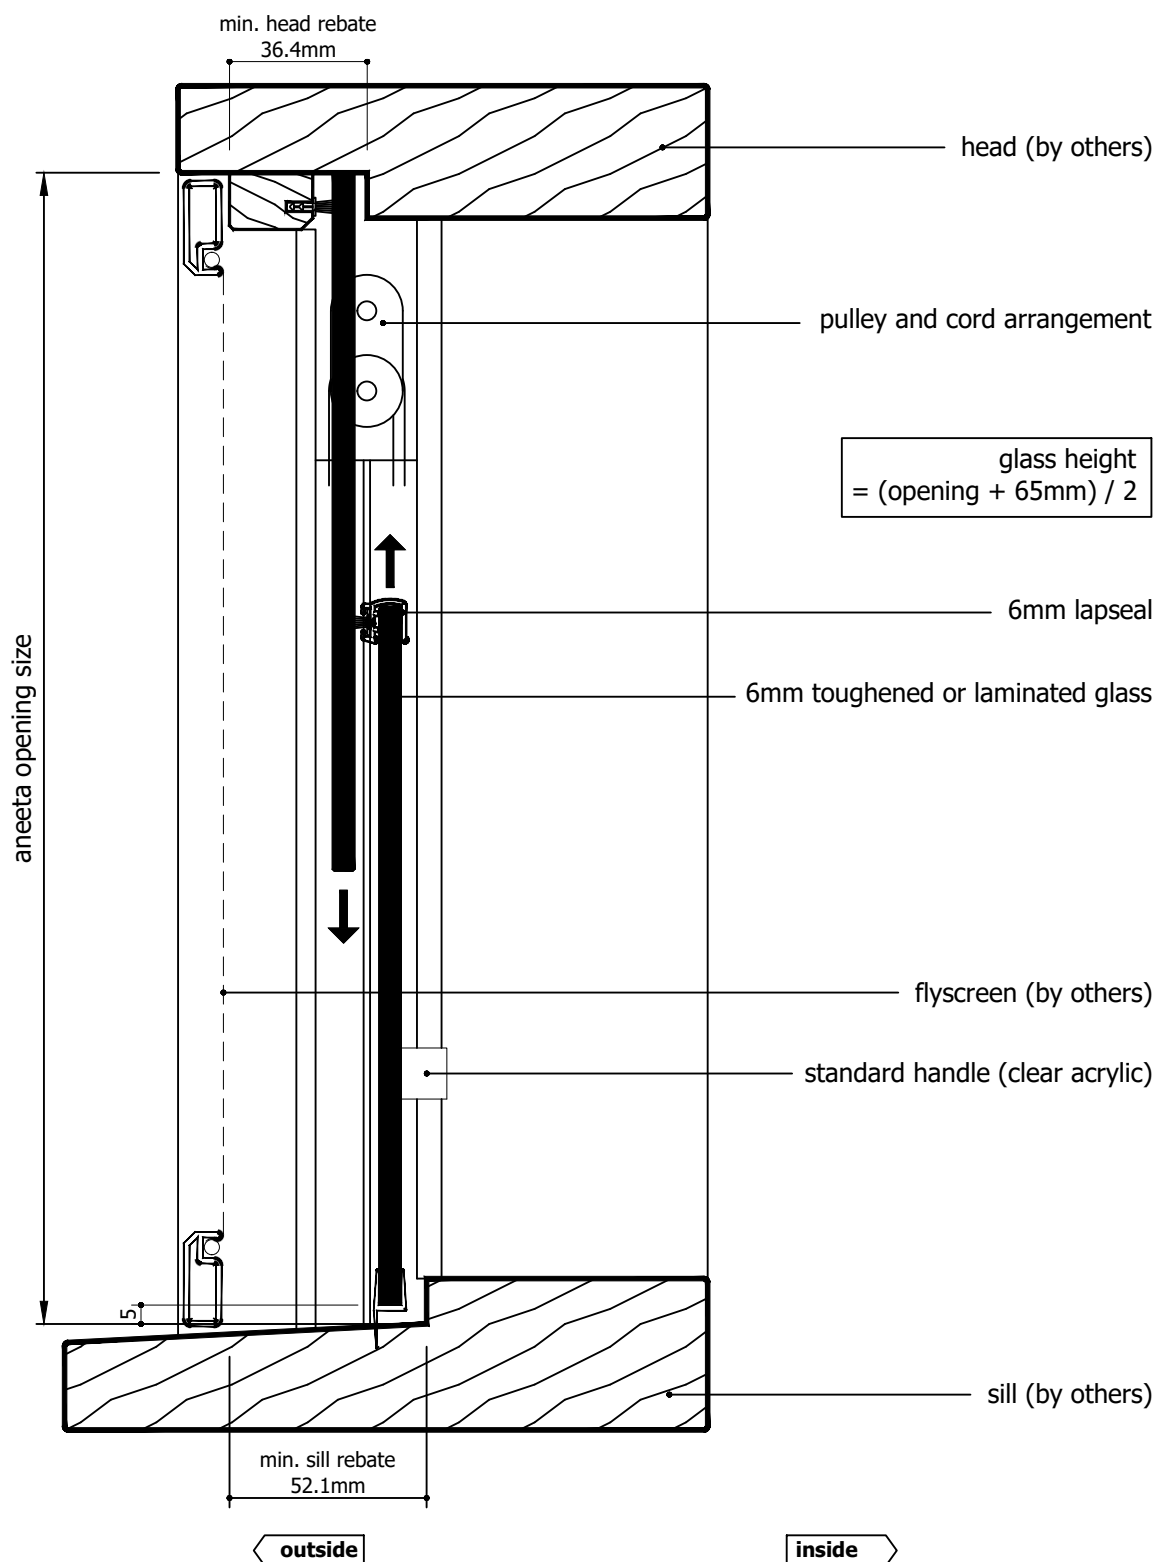 min. head rebate
36.4mm
head (by others)
pulley and cord arrangement
glass height
= (opening + 65mm) / 2
6mm lapseal
6mm toughened or laminated glass
aneeta opening size
flyscreen (by others)
standard handle (clear acrylic)
5
sill (by others)
min. sill rebate
52.1mm
outside
inside